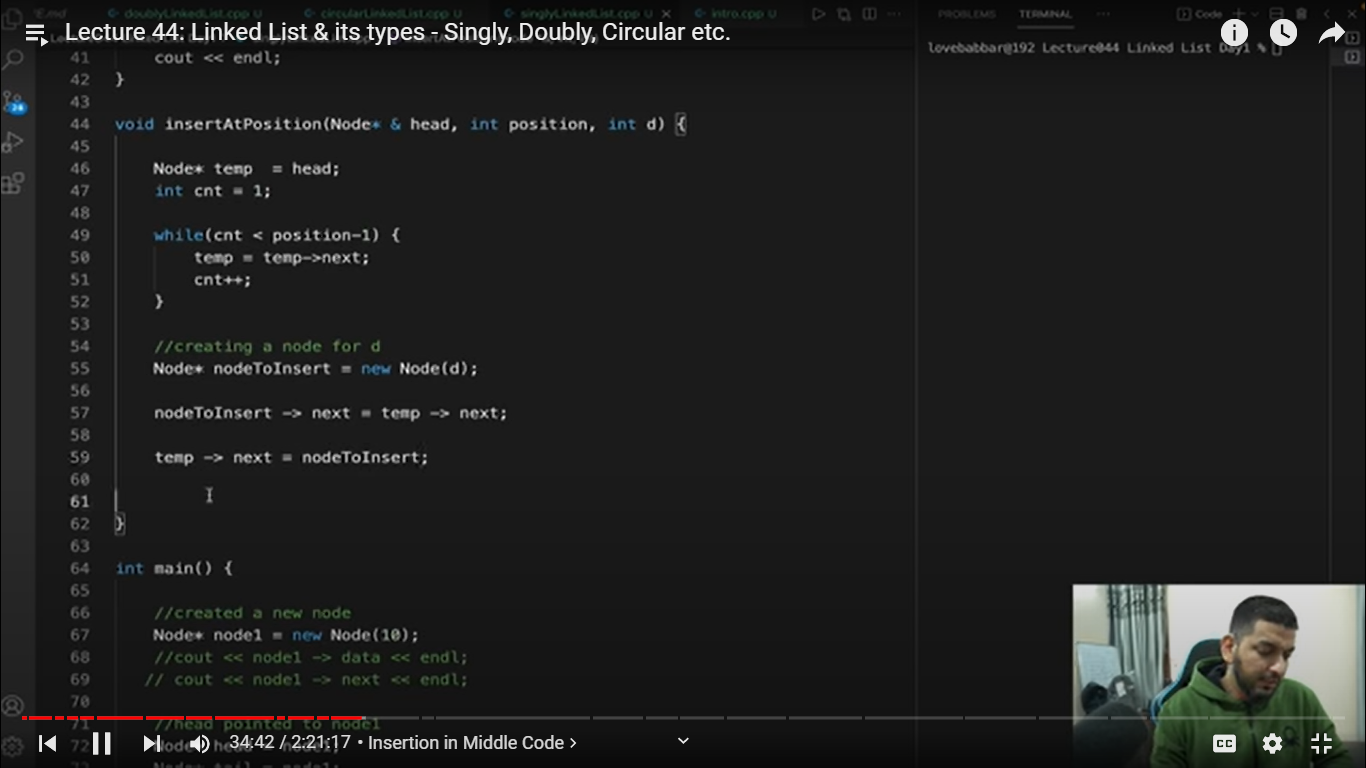 doublyLinkedList.cpp U circularLinkedList.cpp U singlyLinkedList.cpp U intro.cpp U PROBLEMS TERMINAL Code
Lecture 44: Linked List & its types - Singly, Doubly, Circular etc.
lovebabbar@192 Lecture044 Linked List Day1 %
41 cout << endl;
42 }
43
44 void insertAtPosition(Node* & head, int position, int d) {
45
46 Node* temp  = head;
47 int cnt = 1;
48
49 while(cnt < position-1) {
50 temp = temp->next;
51 cnt++;
52 }
53
54 //creating a node for d
55 Node* nodeToInsert = new Node(d);
56
57 nodeToInsert -> next = temp -> next;
58
59 temp -> next = nodeToInsert;
60
61
62 }
63
64 int main() {
65
66 //created a new node
67 Node* node1 = new Node(10);
68 //cout << node1 -> data << endl;
69 // cout << node1 -> next << endl;
70
71 //head pointed to node1
34:42 / 2:21:17 • Insertion in Middle Code >
CC